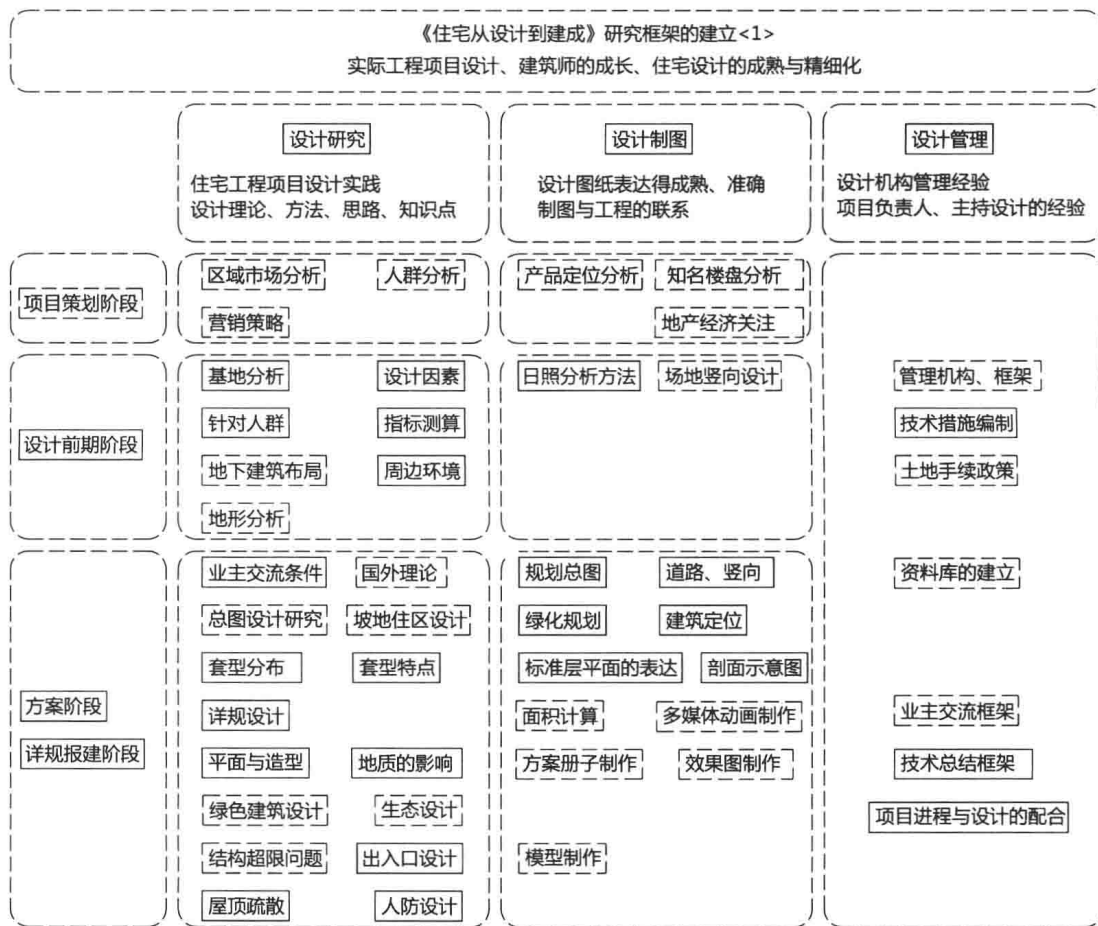 《住宅从设计到建成》研究框架的建立<1>
实际工程项目设计、建筑师的成长、住宅设计的成熟与精细化
设计研究 设计制图 设计管理
住宅工程项目设计实践 设计图纸表达得成熟、准确 设计机构管理经验
设计理论、方法、思路、知识点 制图与工程的联系 项目负责人、主持设计的经验
区域市场分析 人群分析 产品定位分析 知名楼盘分析
项目策划阶段
营销策略 地产经济关注
基地分析 设计因素 日照分析方法 场地竖向设计 管理机构、框架
针对人群 指标测算 技术措施编制
设计前期阶段
地下建筑布局 周边环境 土地手续政策
地形分析
业主交流条件 国外理论 规划总图 道路、竖向 资料库的建立
总图设计研究 坡地住区设计 绿化规划 建筑定位
套型分布 套型特点 标准层平面的表达 剖面示意图
方案阶段 详规设计 面积计算 多媒体动画制作 业主交流框架
详规报建阶段 平面与造型 地质的影响 方案册子制作 效果图制作 技术总结框架
绿色建筑设计 生态设计 项目进程与设计的配合
结构超限问题 出入口设计 模型制作
屋顶疏散 人防设计